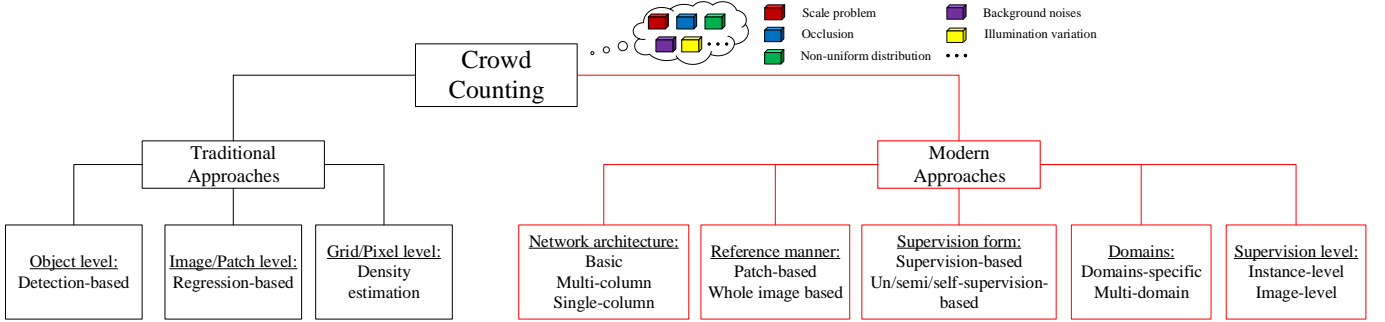 Scale problem
Background noises
Occlusion
Illumination variation
Non-uniform distribution
Crowd
Counting
Traditional
Approaches
Modern
Approaches
Object level:
Detection-based
Image/Patch level:
Regression-based
Grid/Pixel level:
Density
estimation
Network architecture:
Basic
Multi-column
Single-column
Reference manner:
Patch-based
Whole image based
Supervision form:
Supervision-based
Un/semi/self-supervision-
based
Domains:
Domains-specific
Multi-domain
Supervision level:
Instance-level
Image-level